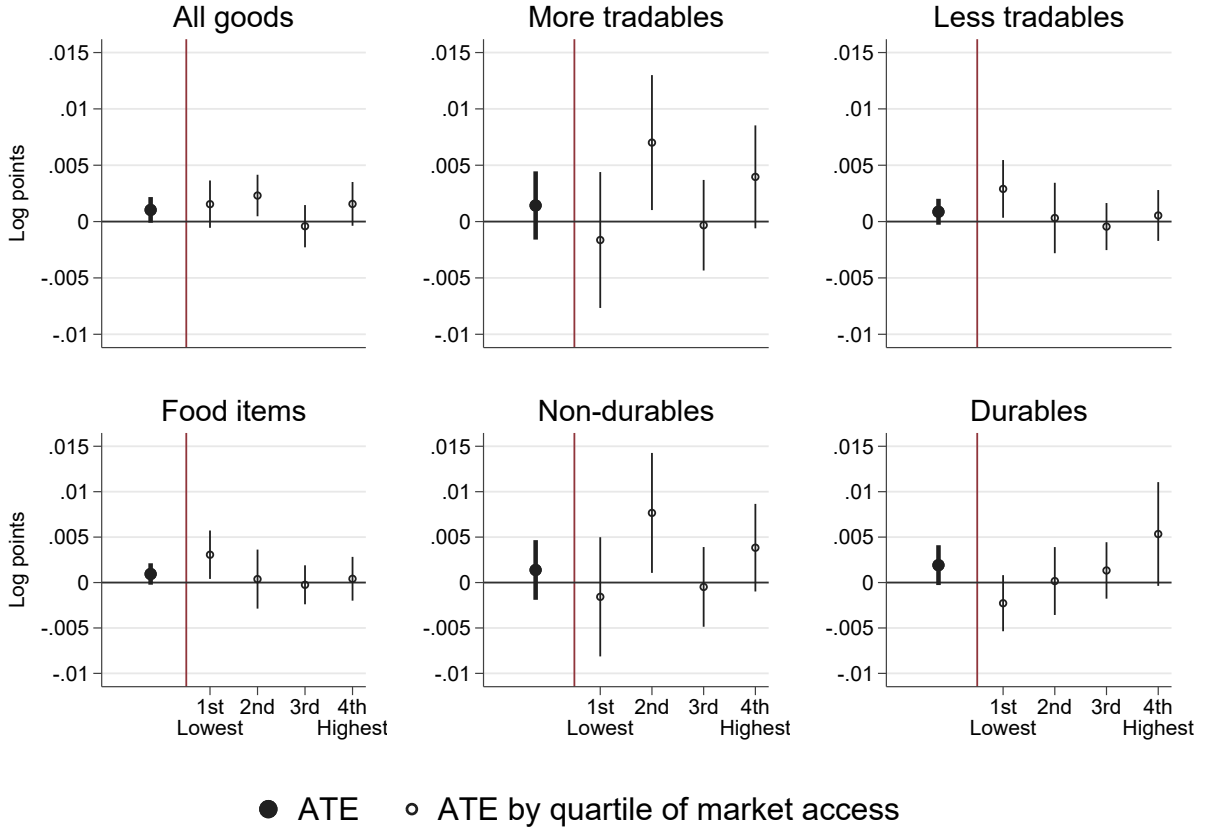 All goods
More tradables
Less tradables
Log points
.015
.01
.005
0
-.005
-.01
.015
.01
.005
0
-.005
-.01
.015
.01
.005
0
-.005
-.01
Food items
Non-durables
Durables
Log points
.015
.01
.005
0
-.005
-.01
.015
.01
.005
0
-.005
-.01
.015
.01
.005
0
-.005
-.01
1st 2nd 3rd 4th
Lowest Highest
1st 2nd 3rd 4th
Lowest Highest
1st 2nd 3rd 4th
Lowest Highest
ATE ATE by quartile of market access